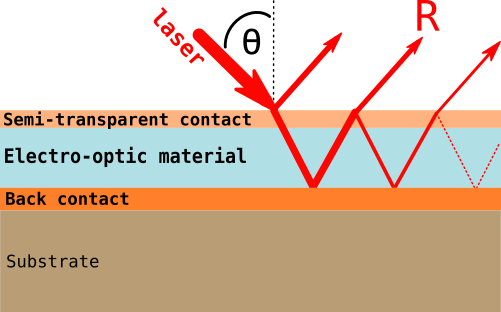 laser
θ
R
Semi-transparent contact
Electro-optic material
Back contact
Substrate